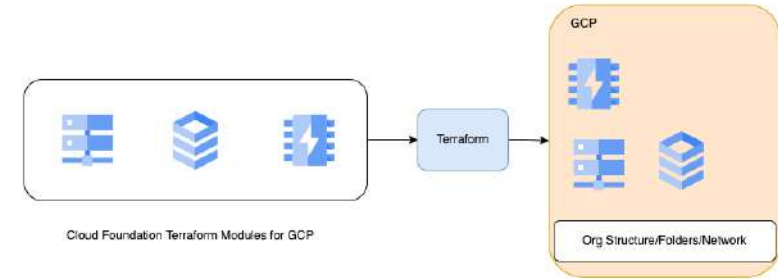 GCP
Terraform
Cloud Foundation Terraform Modules for GCP
Org Structure/Folders/Network